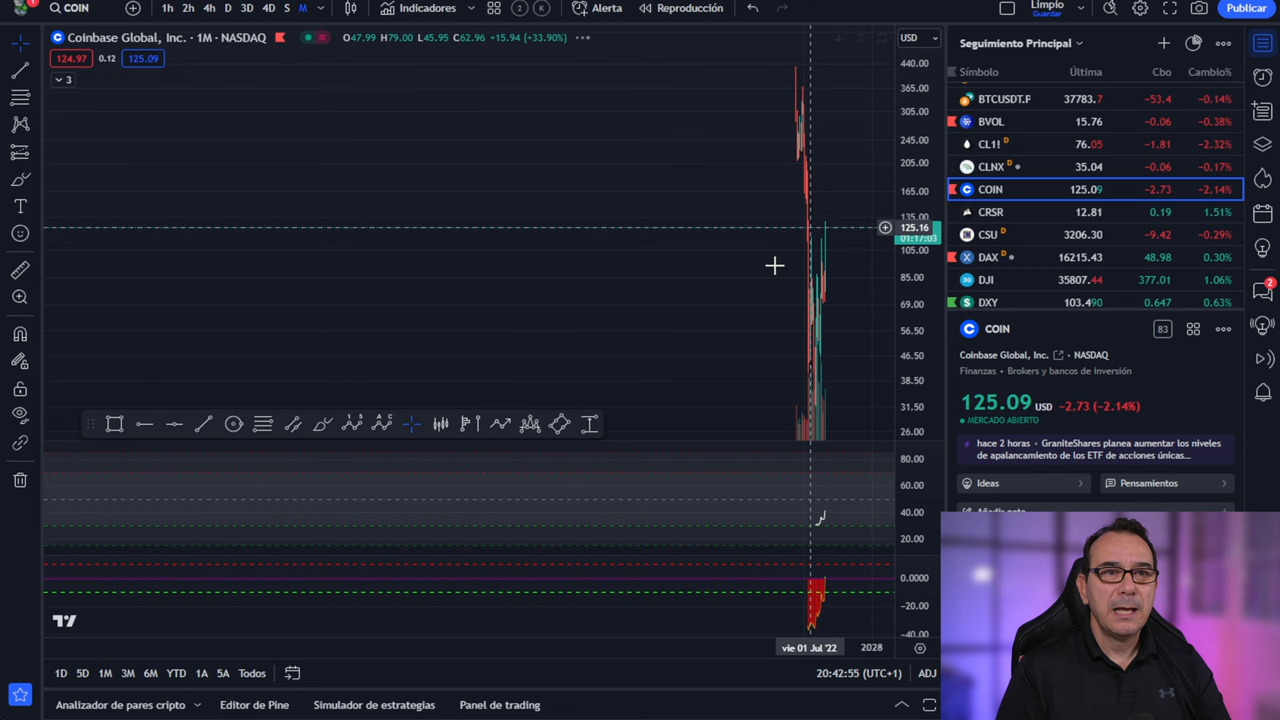 1
COIN
1h 2h 4h D 3D 4D S M
Indicadores
2 K
Alerta
Reproducción
Limpio
Guardar
Publicar
Coinbase Global, Inc. · 1M · NASDAQ
O47.99 H79.00 L45.95 C62.96 +15.94 (+33.90%)
124.97 0.12 125.09
3
USD
440.00
365.00
305.00
245.00
205.00
165.00
135.00
125.16
01:17:03
105.00
85.00
69.00
56.50
46.50
38.50
31.50
26.00
80.00
60.00
40.00
20.00
0.0000
−20.00
−40.00
vie 01 Jul '22
2028
1D 5D 1M 3M 6M YTD 1A 5A Todos
20:42:55 (UTC+1)
ADJ
Analizador de pares cripto
Editor de Pine
Simulador de estrategias
Panel de trading
Seguimiento Principal
Símbolo Última Cbo Cambio%
BTCUSDT.P 37783.7 −53.4 −0.14%
BVOL 15.76 −0.06 −0.38%
CL1! D 76.05 −1.81 −2.32%
CLNX D 35.04 −0.06 −0.17%
COIN 125.09 −2.73 −2.14%
CRSR 12.81 0.19 1.51%
CSU D 3206.30 −9.42 −0.29%
DAX D 16215.43 48.98 0.30%
DJI 35807.44 377.01 1.06%
DXY 103.490 0.647 0.63%
COIN
83
Coinbase Global, Inc. · NASDAQ
Finanzas · Brokers y bancos de inversión
125.09 USD −2.73 (−2.14%)
MERCADO ABIERTO
hace 2 horas · GraniteShares planea aumentar los niveles
de apalancamiento de los ETF de acciones únicas...
Ideas
Pensamientos
Añadir nota
2